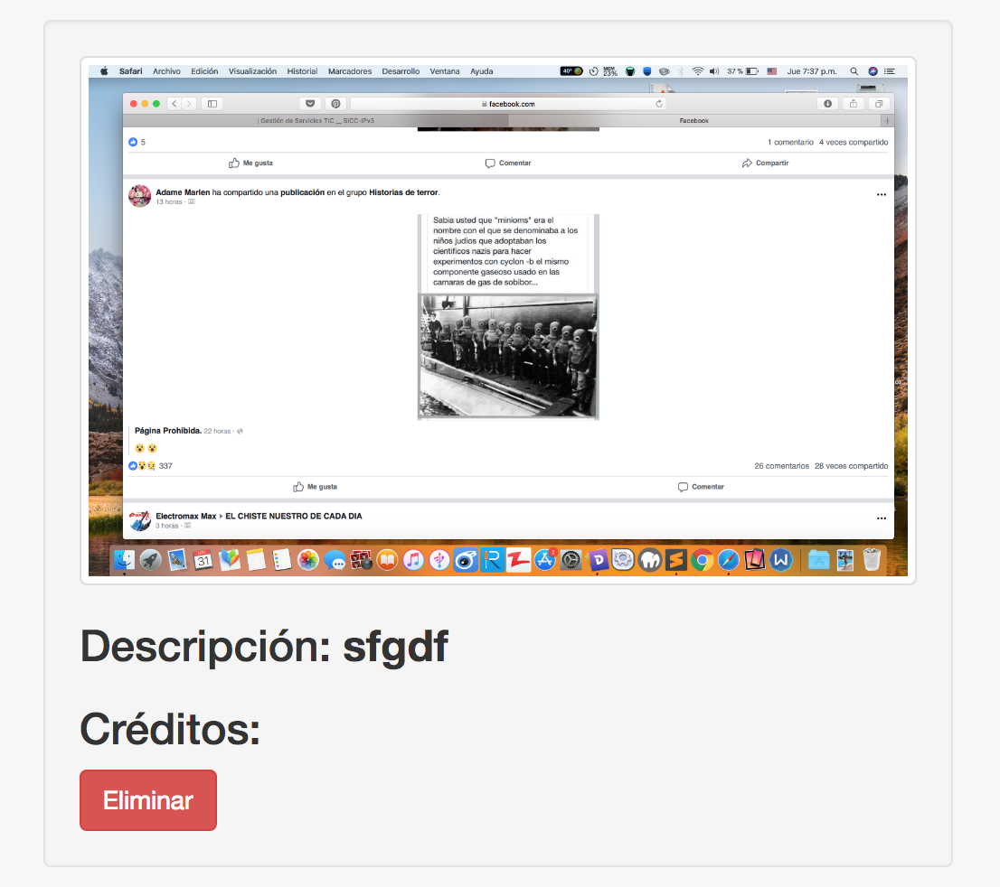 Safari Archivo Edición Visualización Historial Marcadores Desarrollo Ventana Ayuda 40° MEM 23% 37 % Jue 7:37 p.m.
facebook.com
| Gestión de Servicios TIC __ SICC-IPv3 Facebook
5 1 comentario 4 veces compartido
Me gusta Comentar Compartir
Adame Marlen ha compartido una publicación en el grupo Historias de terror.
13 horas ·
Sabia usted que "minioms" era el
nombre con el que se denominaba a los
niños judios que adoptaban los
cientificos nazis para hacer
experimentos con cyclon -b el mismo
componente gaseoso usado en las
camaras de gas de sobibor...
Página Prohibida. 22 horas ·
337 26 comentarios 28 veces compartido
Me gusta Comentar
Electromax Max ▸ EL CHISTE NUESTRO DE CADA DIA
3 horas ·
31
Descripción: sfgdf
Créditos:
Eliminar